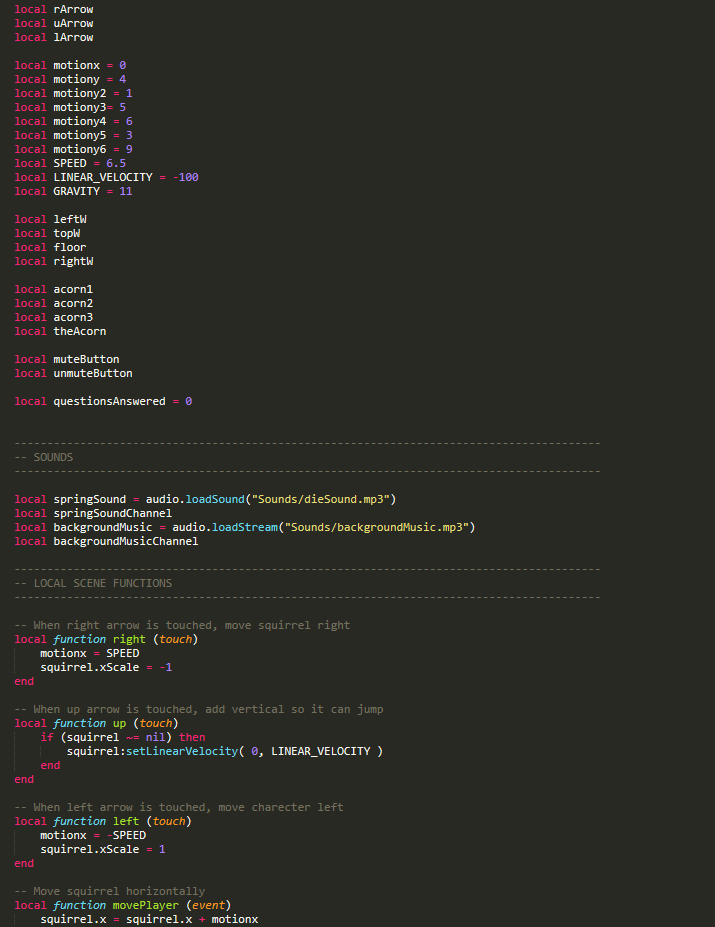 local rArrow
local uArrow
local lArrow

local motionx = 0
local motiony = 4
local motiony2 = 1
local motiony3= 5
local motiony4 = 6
local motiony5 = 3
local motiony6 = 9
local SPEED = 6.5
local LINEAR_VELOCITY = -100
local GRAVITY = 11

local leftW
local topW
local floor
local rightW

local acorn1
local acorn2
local acorn3
local theAcorn

local muteButton
local unmuteButton

local questionsAnswered = 0


-----------------------------------------------------------------------------------------
-- SOUNDS
-----------------------------------------------------------------------------------------

local springSound = audio.loadSound("Sounds/dieSound.mp3")
local springSoundChannel
local backgroundMusic = audio.loadStream("Sounds/backgroundMusic.mp3")
local backgroundMusicChannel

-----------------------------------------------------------------------------------------
-- LOCAL SCENE FUNCTIONS
-----------------------------------------------------------------------------------------

-- When right arrow is touched, move squirrel right
local function right (touch)
    motionx = SPEED
    squirrel.xScale = -1
end

-- When up arrow is touched, add vertical so it can jump
local function up (touch)
    if (squirrel ~= nil) then
        squirrel:setLinearVelocity( 0, LINEAR_VELOCITY )
    end
end

-- When left arrow is touched, move charecter left
local function left (touch)
    motionx = -SPEED
    squirrel.xScale = 1
end

-- Move squirrel horizontally
local function movePlayer (event)
    squirrel.x = squirrel.x + motionx